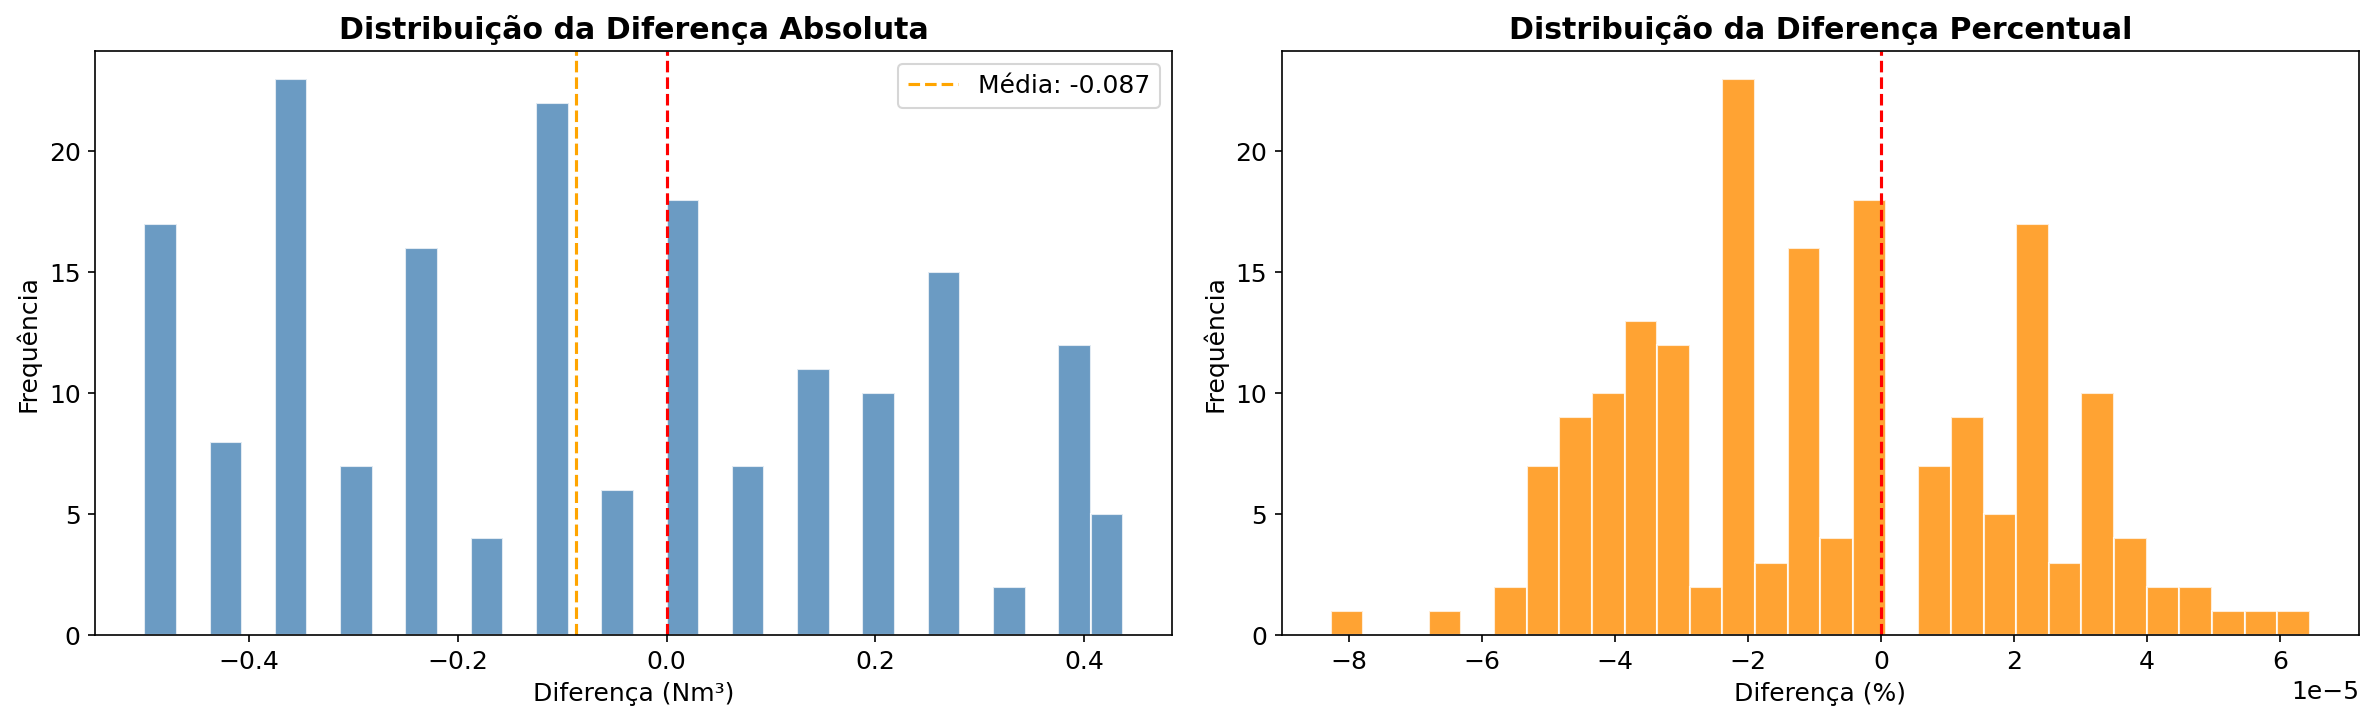 Distribuição da Diferença Absoluta
Média: -0.087
Frequência
20
15
10
5
0
−0.4 −0.2 0.0 0.2 0.4
Diferença (Nm³)
Distribuição da Diferença Percentual
Frequência
20
15
10
5
0
−8 −6 −4 −2 0 2 4 6
1e−5
Diferença (%)